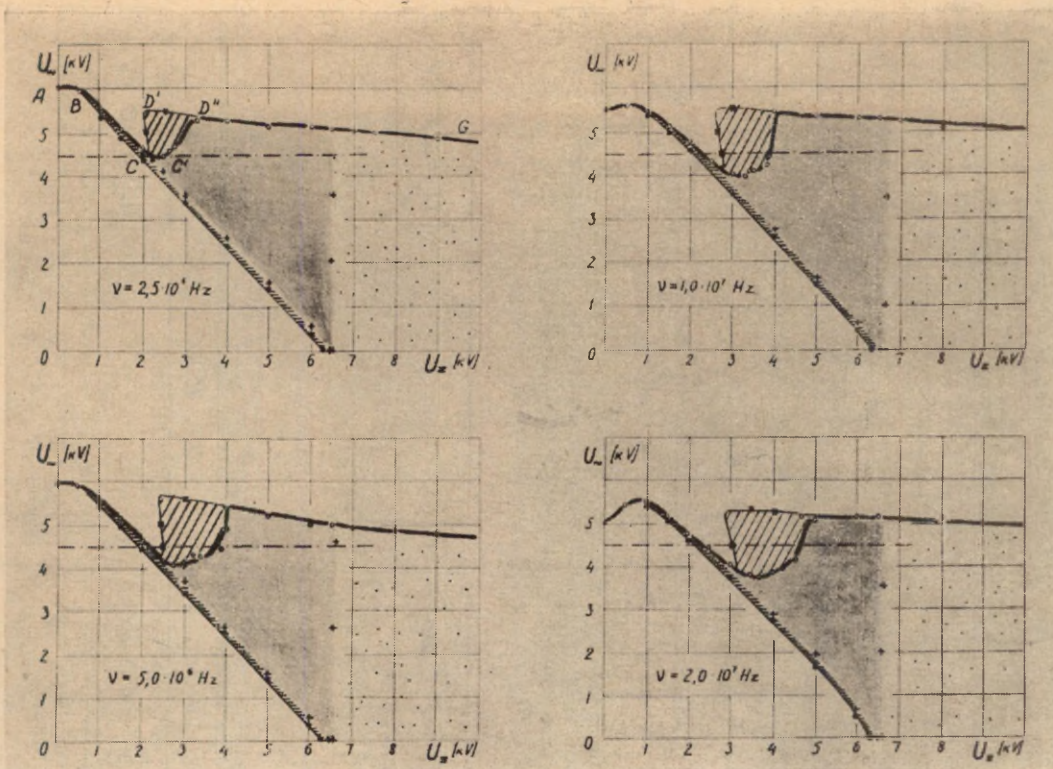 U~ [kV]
A
B
D'
D''
G
C
C'
5
4
3
2
1
0
ν = 2,5·10⁶ Hz
1 2 3 4 5 6 7 8
U= [kV]
U~ [kV]
5
4
3
2
1
0
ν = 1,0·10⁷ Hz
1 2 3 4 5 6 7 8
U= [kV]
U~ [kV]
5
4
3
2
1
0
ν = 5,0·10⁶ Hz
1 2 3 4 5 6 7 8
U= [kV]
U~ [kV]
5
4
3
2
1
0
ν = 2,0·10⁷ Hz
1 2 3 4 5 6 7 8
U= [kV]